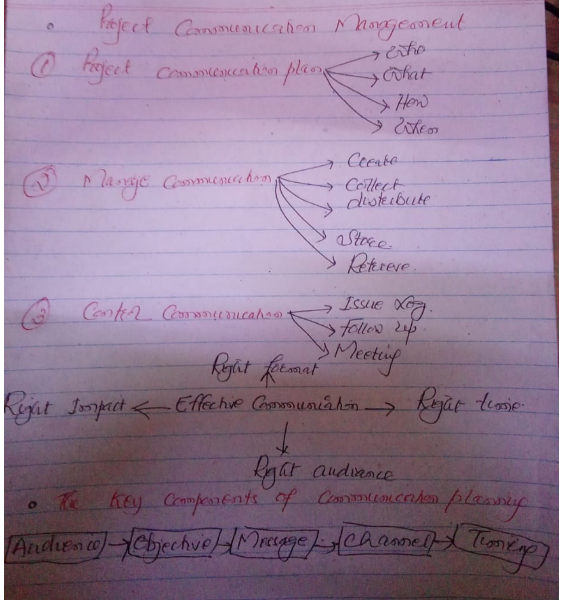 Project Communication Management
① Project Communication plan
Who
What
How
When
② Manage Communication
Create
Collect
distribute
Store
Retrieve
③ Control Communication
Issue Log
Follow up
Meeting
Right format
Right Impact ← Effective Communication → Right time
Right audiance
The Key Components of Communication planning
Audience → Objective → Message → Channel → Timing